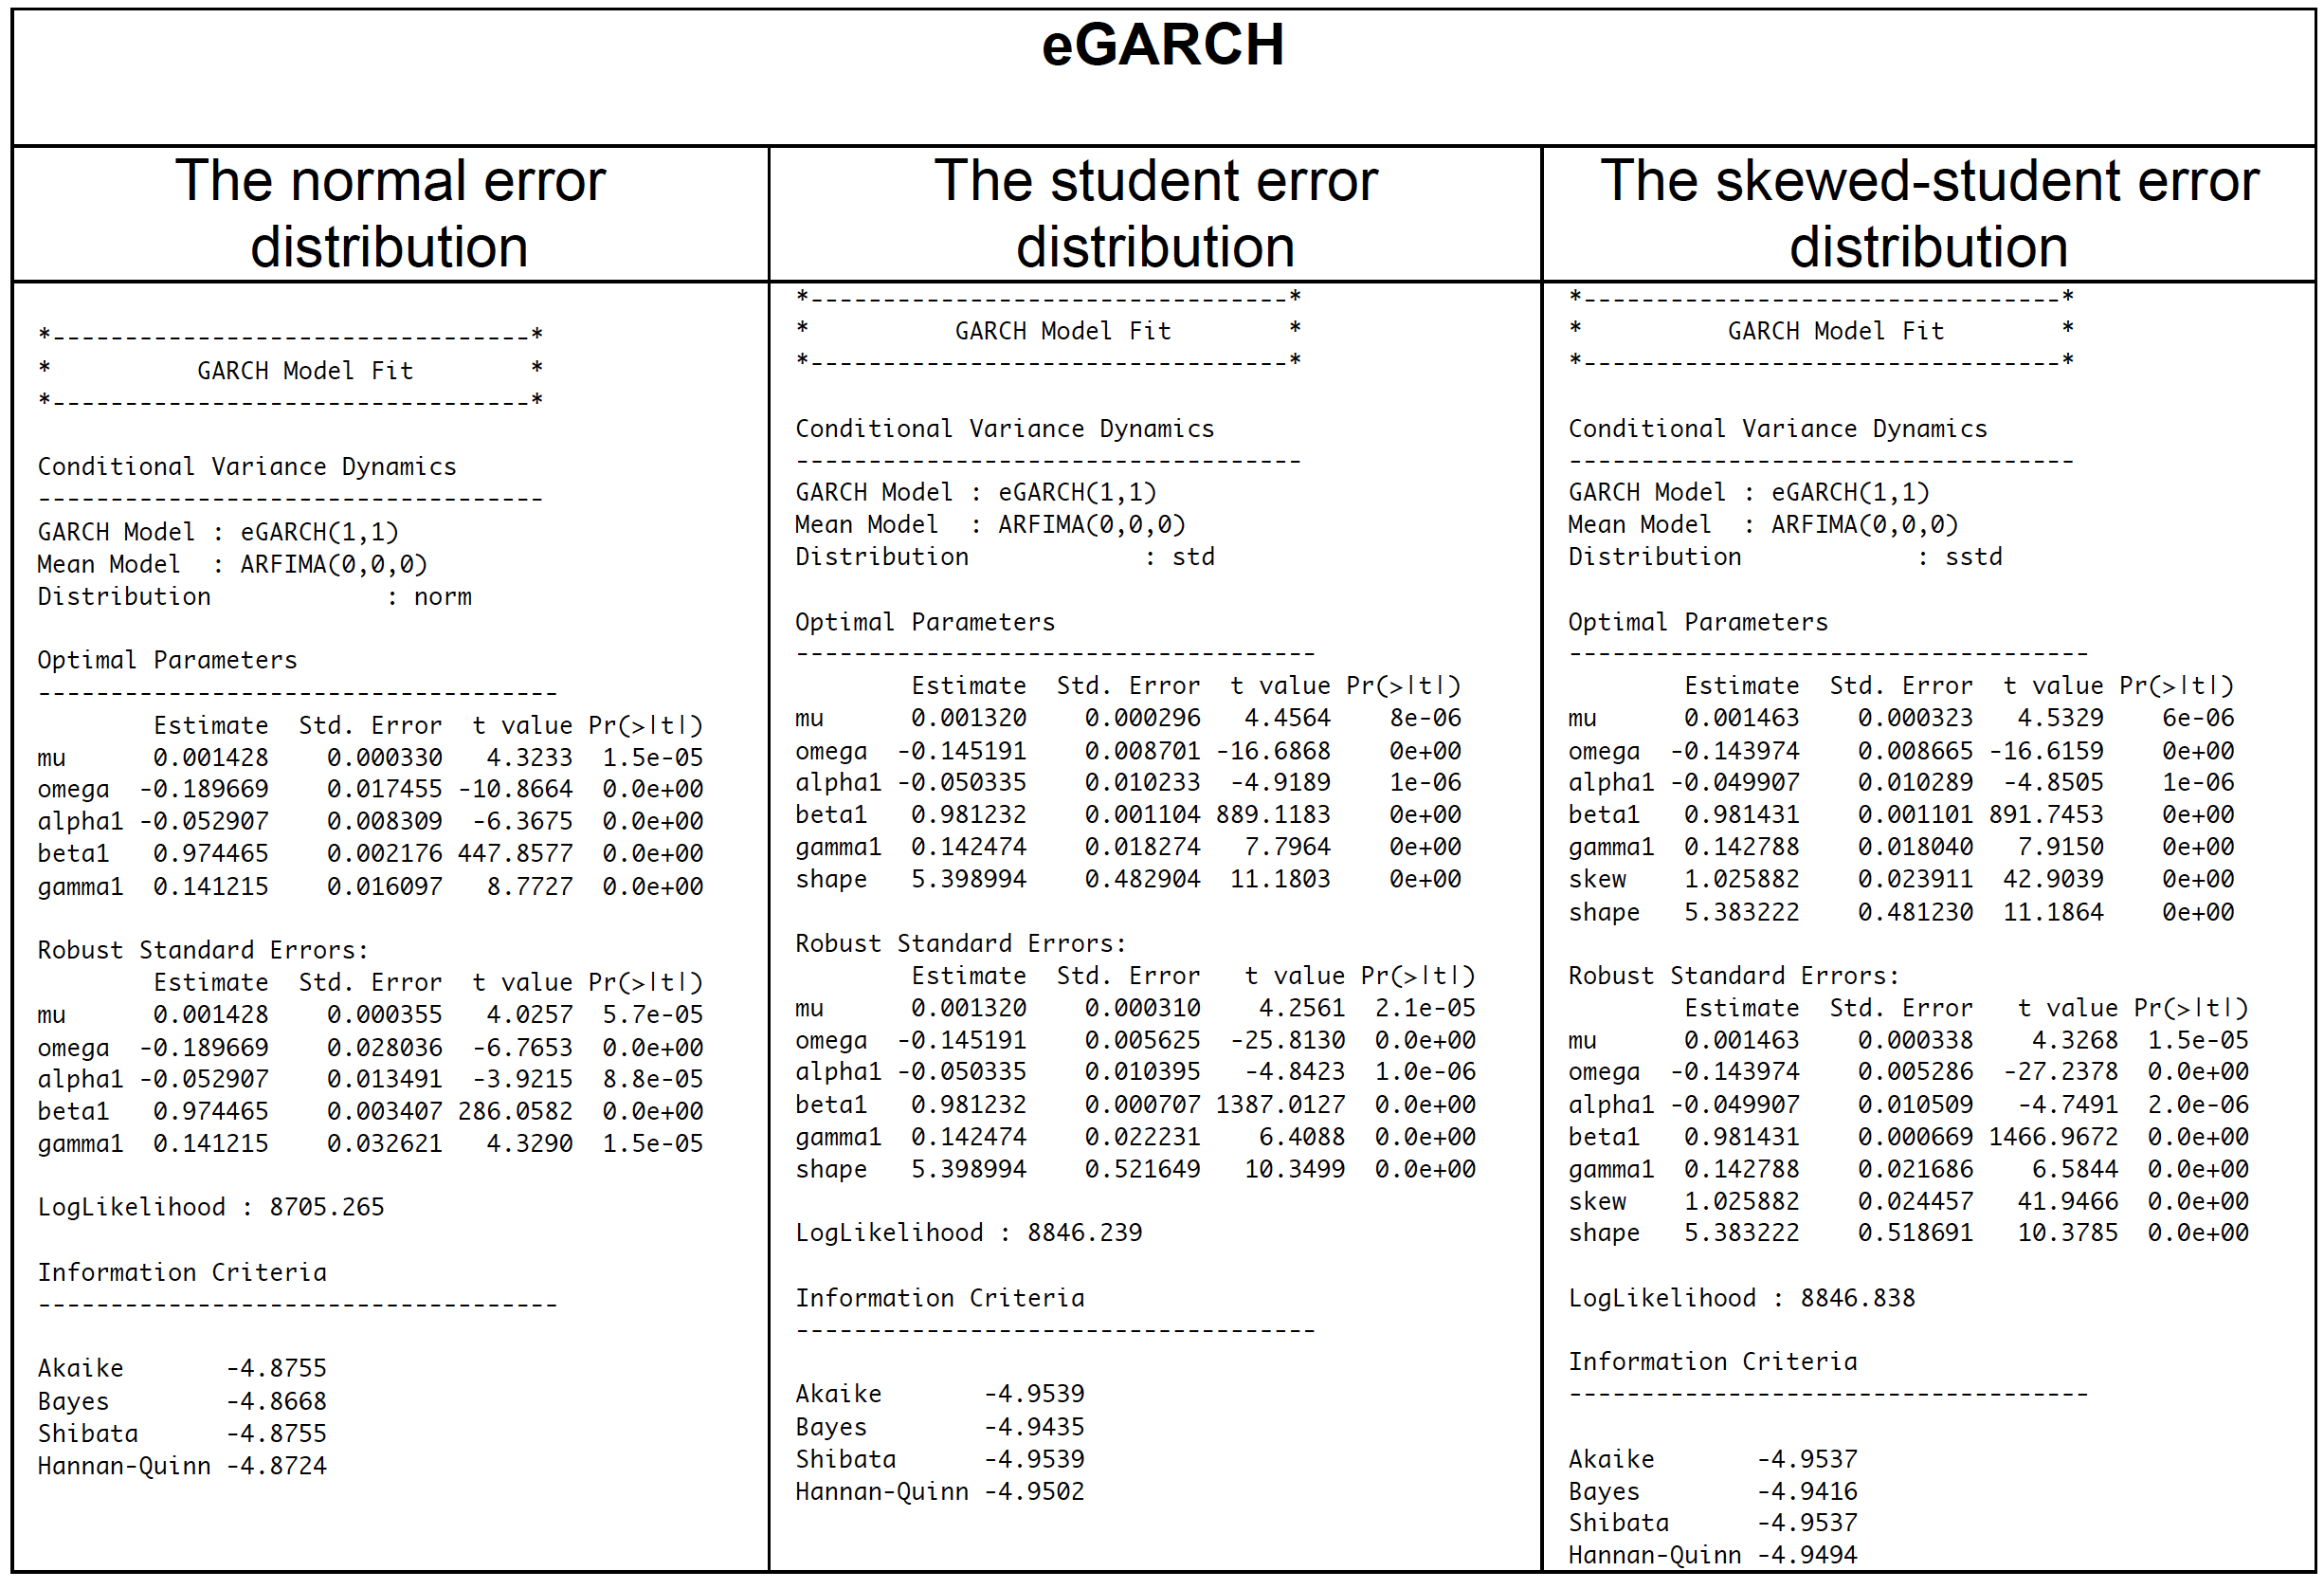 eGARCH
The normal error
distribution
The student error
distribution
The skewed-student error
distribution
*---------------------------------*
*          GARCH Model Fit        *
*---------------------------------*
Conditional Variance Dynamics
-----------------------------------
GARCH Model : eGARCH(1,1)
Mean Model  : ARFIMA(0,0,0)
Distribution            : norm
Optimal Parameters
------------------------------------
        Estimate  Std. Error  t value Pr(>|t|)
mu      0.001428    0.000330   4.3233  1.5e-05
omega  -0.189669    0.017455 -10.8664  0.0e+00
alpha1 -0.052907    0.008309  -6.3675  0.0e+00
beta1   0.974465    0.002176 447.8577  0.0e+00
gamma1  0.141215    0.016097   8.7727  0.0e+00
Robust Standard Errors:
        Estimate  Std. Error  t value Pr(>|t|)
mu      0.001428    0.000355   4.0257  5.7e-05
omega  -0.189669    0.028036  -6.7653  0.0e+00
alpha1 -0.052907    0.013491  -3.9215  8.8e-05
beta1   0.974465    0.003407 286.0582  0.0e+00
gamma1  0.141215    0.032621   4.3290  1.5e-05
LogLikelihood : 8705.265
Information Criteria
------------------------------------
Akaike       -4.8755
Bayes        -4.8668
Shibata      -4.8755
Hannan-Quinn -4.8724
*---------------------------------*
*          GARCH Model Fit        *
*---------------------------------*
Conditional Variance Dynamics
-----------------------------------
GARCH Model : eGARCH(1,1)
Mean Model  : ARFIMA(0,0,0)
Distribution            : std
Optimal Parameters
------------------------------------
        Estimate  Std. Error  t value Pr(>|t|)
mu      0.001320    0.000296   4.4564    8e-06
omega  -0.145191    0.008701 -16.6868    0e+00
alpha1 -0.050335    0.010233  -4.9189    1e-06
beta1   0.981232    0.001104 889.1183    0e+00
gamma1  0.142474    0.018274   7.7964    0e+00
shape   5.398994    0.482904  11.1803    0e+00
Robust Standard Errors:
        Estimate  Std. Error   t value Pr(>|t|)
mu      0.001320    0.000310    4.2561  2.1e-05
omega  -0.145191    0.005625  -25.8130  0.0e+00
alpha1 -0.050335    0.010395   -4.8423  1.0e-06
beta1   0.981232    0.000707 1387.0127  0.0e+00
gamma1  0.142474    0.022231    6.4088  0.0e+00
shape   5.398994    0.521649   10.3499  0.0e+00
LogLikelihood : 8846.239
Information Criteria
------------------------------------
Akaike       -4.9539
Bayes        -4.9435
Shibata      -4.9539
Hannan-Quinn -4.9502
*---------------------------------*
*          GARCH Model Fit        *
*---------------------------------*
Conditional Variance Dynamics
-----------------------------------
GARCH Model : eGARCH(1,1)
Mean Model  : ARFIMA(0,0,0)
Distribution            : sstd
Optimal Parameters
------------------------------------
        Estimate  Std. Error  t value Pr(>|t|)
mu      0.001463    0.000323   4.5329    6e-06
omega  -0.143974    0.008665 -16.6159    0e+00
alpha1 -0.049907    0.010289  -4.8505    1e-06
beta1   0.981431    0.001101 891.7453    0e+00
gamma1  0.142788    0.018040   7.9150    0e+00
skew    1.025882    0.023911  42.9039    0e+00
shape   5.383222    0.481230  11.1864    0e+00
Robust Standard Errors:
        Estimate  Std. Error   t value Pr(>|t|)
mu      0.001463    0.000338    4.3268  1.5e-05
omega  -0.143974    0.005286  -27.2378  0.0e+00
alpha1 -0.049907    0.010509   -4.7491  2.0e-06
beta1   0.981431    0.000669 1466.9672  0.0e+00
gamma1  0.142788    0.021686    6.5844  0.0e+00
skew    1.025882    0.024457   41.9466  0.0e+00
shape   5.383222    0.518691   10.3785  0.0e+00
LogLikelihood : 8846.838
Information Criteria
------------------------------------
Akaike       -4.9537
Bayes        -4.9416
Shibata      -4.9537
Hannan-Quinn -4.9494